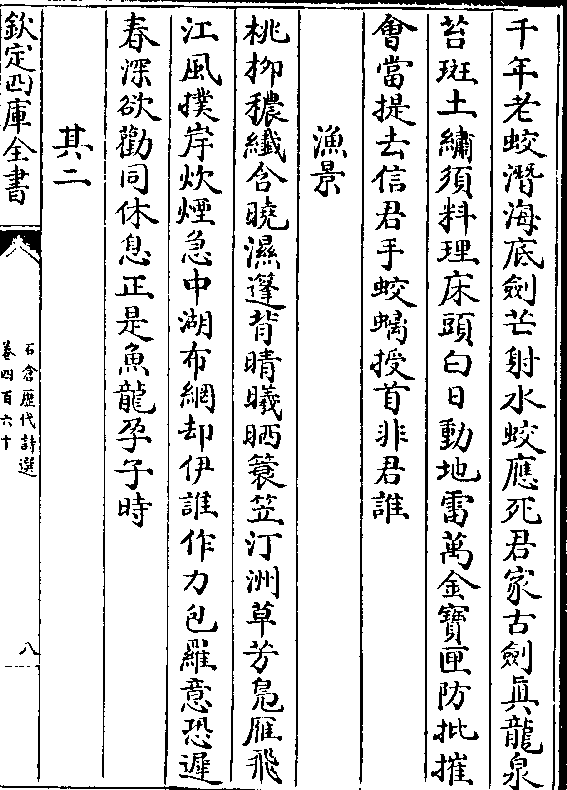 千年老蛟潛海底劍芒射水蛟應死君家古劍真龍泉
苔斑土繡須料理床頭白日動地雷萬金寶匣防批摧
會當提去信君手蛟螭授首非君誰
漁景
桃栁穠纎含曉濕篷背晴曦晒簑笠汀洲草芳鳬雁飛
江風撲岸炊煙急中湖布網却伊誰作力包羅意恐遲
春深欲勸同休息正是魚龍孕子時
其二
欽定四庫全書
石倉歷代詩選
卷四百六十
八